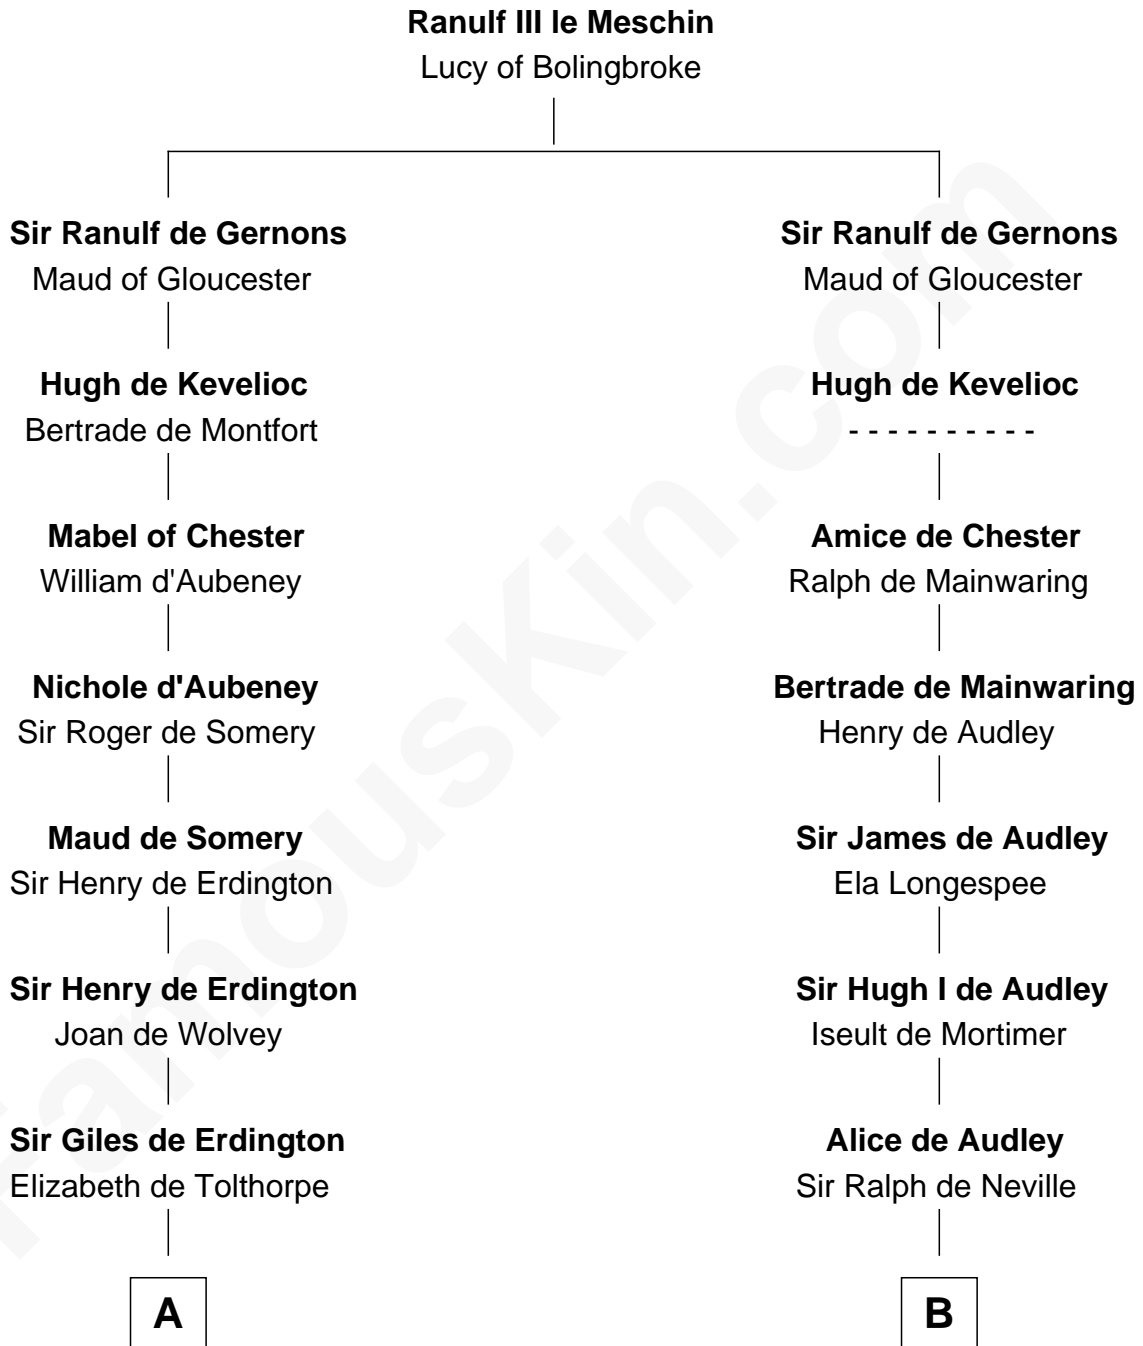 Ranulf III le Meschin
Lucy of Bolingbroke
Sir Ranulf de Gernons
Maud of Gloucester
Sir Ranulf de Gernons
Maud of Gloucester
Hugh de Kevelioc
Bertrade de Montfort
Hugh de Kevelioc
- - - - - - - - - -
Mabel of Chester
William d'Aubeney
Amice de Chester
Ralph de Mainwaring
Nichole d'Aubeney
Sir Roger de Somery
Bertrade de Mainwaring
Henry de Audley
Maud de Somery
Sir Henry de Erdington
Sir James de Audley
Ela Longespee
Sir Henry de Erdington
Joan de Wolvey
Sir Hugh I de Audley
Iseult de Mortimer
Sir Giles de Erdington
Elizabeth de Tolthorpe
Alice de Audley
Sir Ralph de Neville
A
B
FamousKin.com